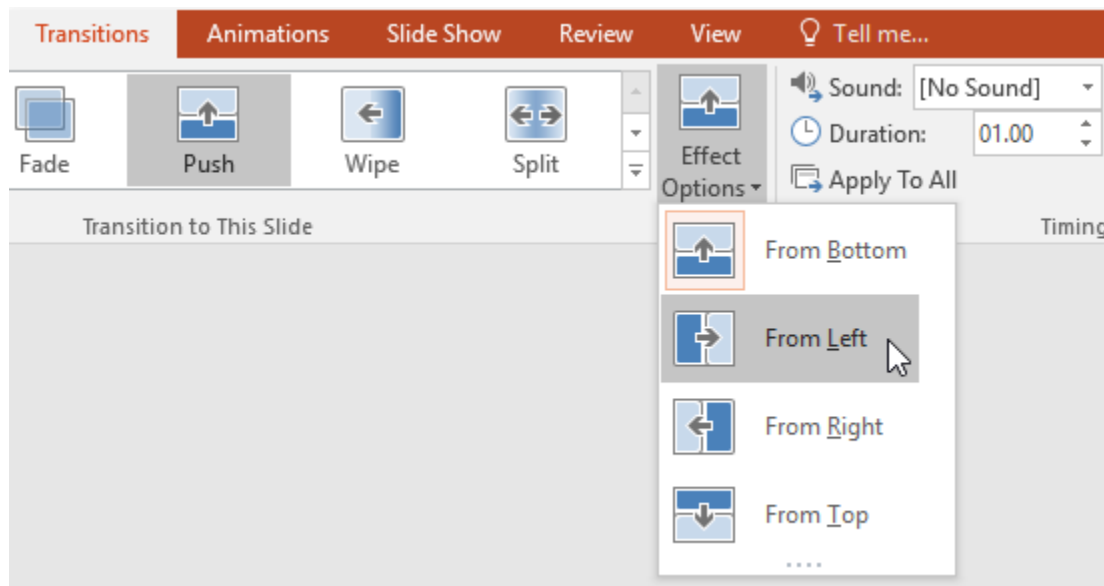 Transitions Animations Slide Show Review View Tell me...
Fade Push Wipe Split
Effect
Options
Sound: [No Sound]
Duration: 01.00
Apply To All
Transition to This Slide
Timing
From Bottom
From Left
From Right
From Top